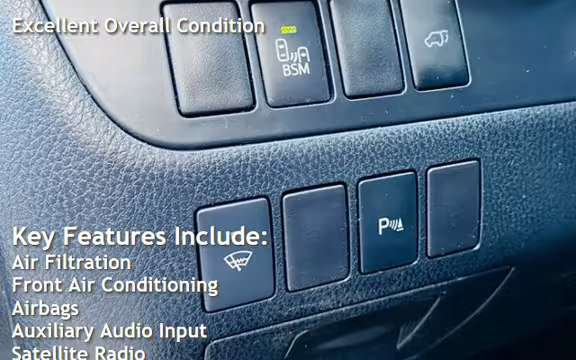 Excellent Overall Condition
BSM
Key Features Include:
Air Filtration
Front Air Conditioning
P
Airbags
Auxiliary Audio Input
Satellite Radio